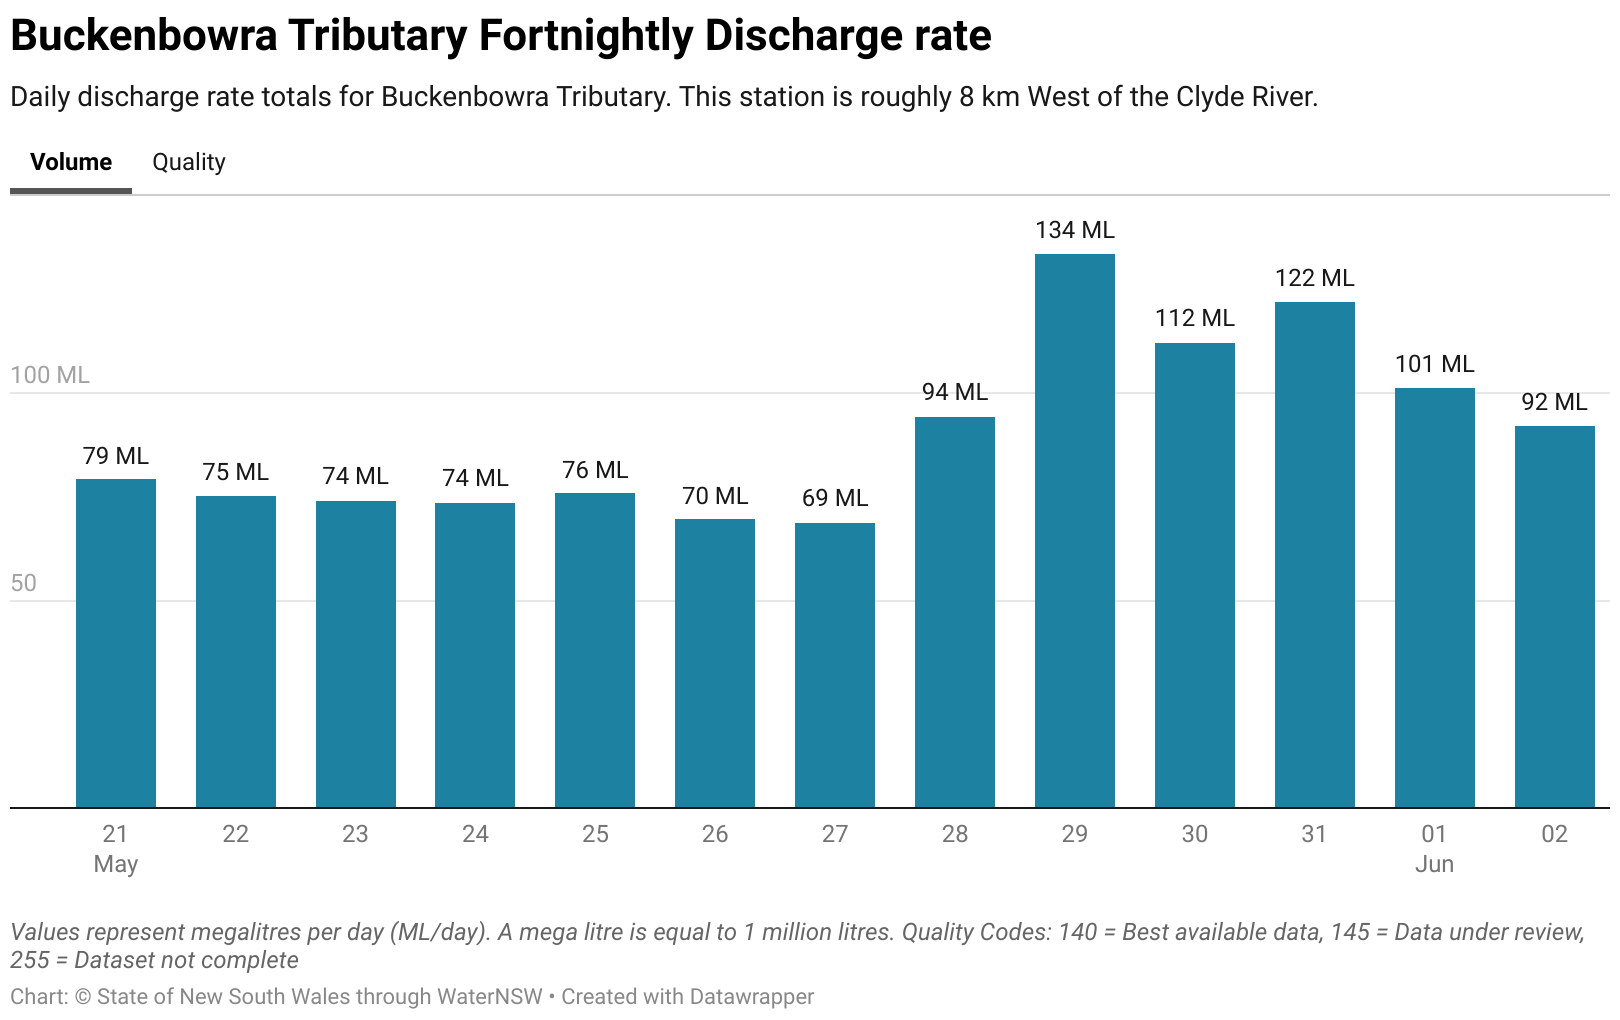 Buckenbowra Tributary Fortnightly Discharge rate
Daily discharge rate totals for Buckenbowra Tributary. This station is roughly 8 km West of the Clyde River.
Volume Quality
134 ML
122 ML
112 ML
101 ML
100 ML
94 ML
92 ML
79 ML
75 ML
74 ML
74 ML
76 ML
70 ML
69 ML
50
21 22 23 24 25 26 27 28 29 30 31 01 02
May Jun
Values represent megalitres per day (ML/day). A mega litre is equal to 1 million litres. Quality Codes: 140 = Best available data, 145 = Data under review,
255 = Dataset not complete
Chart: © State of New South Wales through WaterNSW • Created with Datawrapper